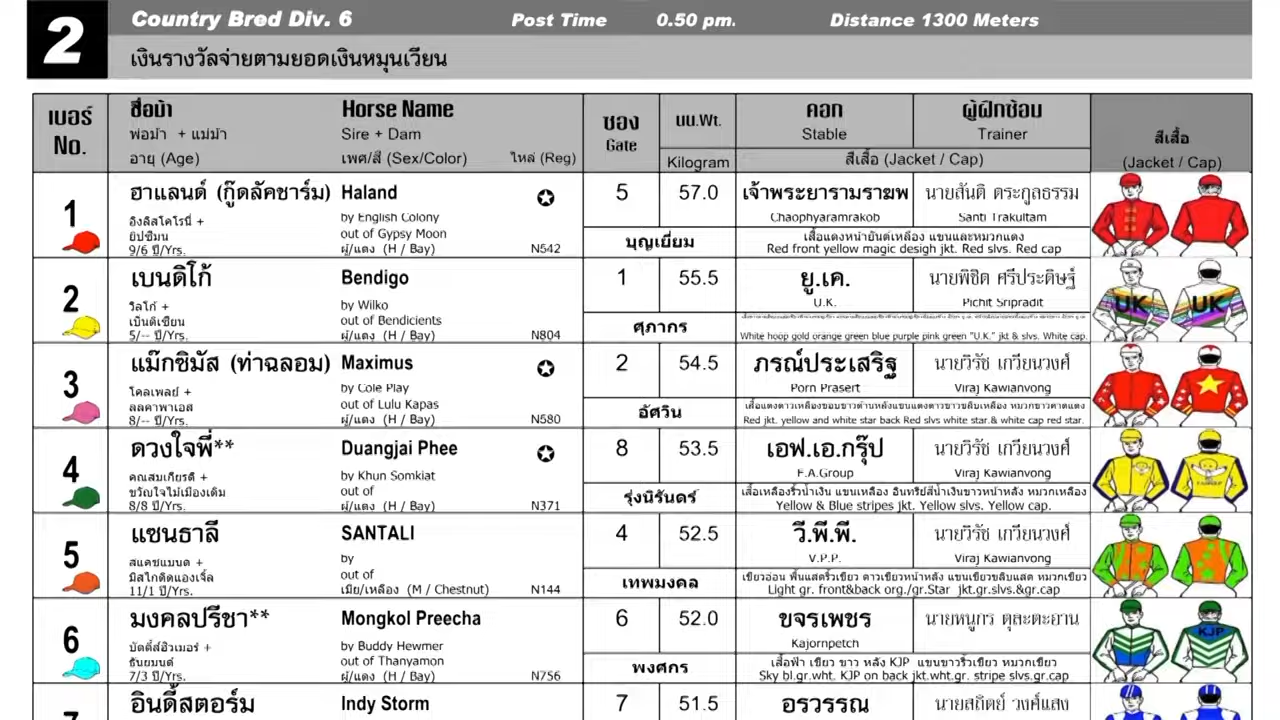 2
Country Bred Div. 6 Post Time 0.50 pm. Distance 1300 Meters
เงินรางวัลจ่ายตามยอดเงินหมุนเวียน
เบอร์ ชื่อม้า Horse Name ซอง นน.Wt. คอก ผู้ฝึกซ้อม
No. พ่อม้า + แม่ม้า Sire + Dam Gate Stable Trainer สีเสื้อ
อายุ (Age) เพศ/สี (Sex/Color) ไหล่ (Reg) Kilogram สีเสื้อ (Jacket / Cap) (Jacket / Cap)
1 ฮาแลนด์ (กู๊ดลัคชาร์ม) Haland 5 57.0 เจ้าพระยารามราฆพ นายสันติ ตระกูลธรรม
อิงลิสโคโรนี่ + by English Colony Chaophyaramrakob Santi Trakultam
ยิปซีมูน out of Gypsy Moon บุญเยี่ยม เสื้อแดงหน้ายันต์เหลือง แขนและหมวกแดง
9/6 ปี/Yrs. ผู้/แดง (H / Bay) N542 Red front yellow magic desigh jkt. Red slvs. Red cap
2 เบนดิโก้ Bendigo 1 55.5 ยู.เค. นายพิชิต ศรีประดิษฐ์
วิลโก้ + by Wilko U.K. Pichit Sripradit
เบ็นดิเชียน out of Bendicients ศุภากร
5/-- ปี/Yrs. ผู้/แดง (H / Bay) N804 White hoop gold orange green blue purple pink green "U.K." jkt & slvs. White cap.
UK UK
3 แม๊กซิมัส (ท่าฉลอม) Maximus 2 54.5 ภรณ์ประเสริฐ นายวิรัช เกวียนวงศ์
โคลเพลย์ + by Cole Play Porn Prasert Viraj Kawianvong
ลูลูคาพาเอส out of Lulu Kapas อัศวิน เสื้อแดงดาวเหลืองขอบขาวด้านหลังแขนแดงดาวขาวขลิบเหลือง หมวกขาวคาดแดง
8/-- ปี/Yrs. ผู้/แดง (H / Bay) N580 Red jkt. yellow and white star back Red slvs white star.& white cap red star.
4 ดวงใจพี่** Duangjai Phee 8 53.5 เอฟ.เอ.กรุ๊ป นายวิรัช เกวียนวงศ์
คุณสมเกียรติ + by Khun Somkiat F.A.Group Viraj Kawianvong
ขวัญใจไม้เมืองเดิม out of รุ่งนิรันดร์ เสื้อเหลืองริ้วน้ำเงิน แขนเหลือง อินทรีย์สีน้ำเงินขาวหน้าหลัง หมวกเหลือง
8/8 ปี/Yrs. ผู้/แดง (H / Bay) N371 Yellow & Blue stripes jkt. Yellow slvs. Yellow cap.
5 แซนธาลี SANTALI 4 52.5 วี.พี.พี. นายวิรัช เกวียนวงศ์
สแคชแมนด + by V.P.P. Viraj Kawianvong
มิสไกดิดแองเจิ้ล out of เทพมงคล เขียวอ่อน พื้นแสดริ้วเขียว ดาวเขียวหน้าหลัง แขนเขียวขลิบแสด หมวกเขียว
11/1 ปี/Yrs. เมีย/เหลือง (M / Chestnut) N144 Light gr. front&back org./gr.Star jkt.gr.slvs.&gr.cap
6 มงคลปรีชา** Mongkol Preecha 6 52.0 ขจรเพชร นายหนูกร ตุละตะยาน
บัดดี้ส์ฮิวเมอร์ + by Buddy Hewmer Kajornpetch
ธันยมนต์ out of Thanyamon พงศกร เสื้อฟ้า เขียว ขาว หลัง KJP แขนขาวริ้วเขียว หมวกเขียว
7/3 ปี/Yrs. ผู้/แดง (H / Bay) N756 Sky bl.gr.wht. KJP on back jkt.wht.gr. stripe slvs.gr.cap
KJP
7 อินดี้สตอร์ม Indy Storm 7 51.5 อรวรรณ นายสถิตย์ วงศ์แสง